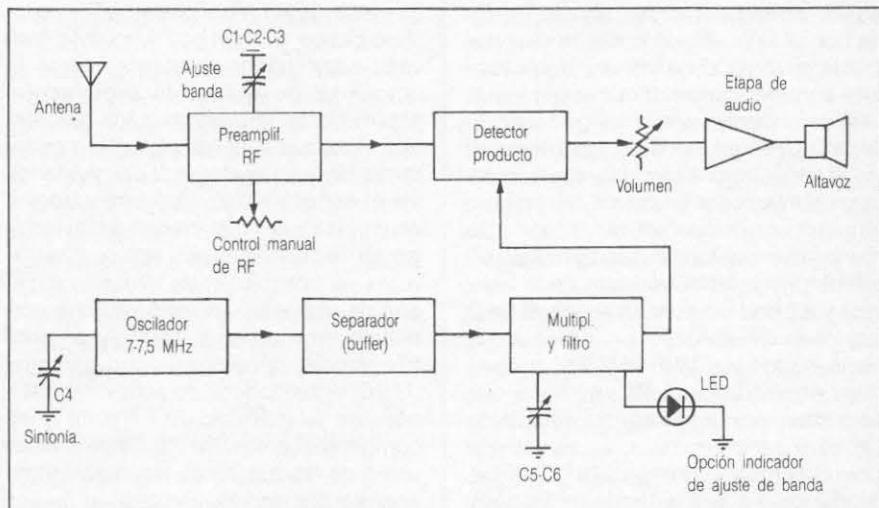 C1-C2-C3
Ajuste
banda
Antena
Preamplif.
RF
Detector
producto
Etapa de
audio
Volumen
Altavoz
Control manual
de RF
Oscilador
7-7,5 MHz
Separador
(buffer)
Multipl.
y filtro
C4
Sintonía.
LED
C5-C6
Opción indicador
de ajuste de banda